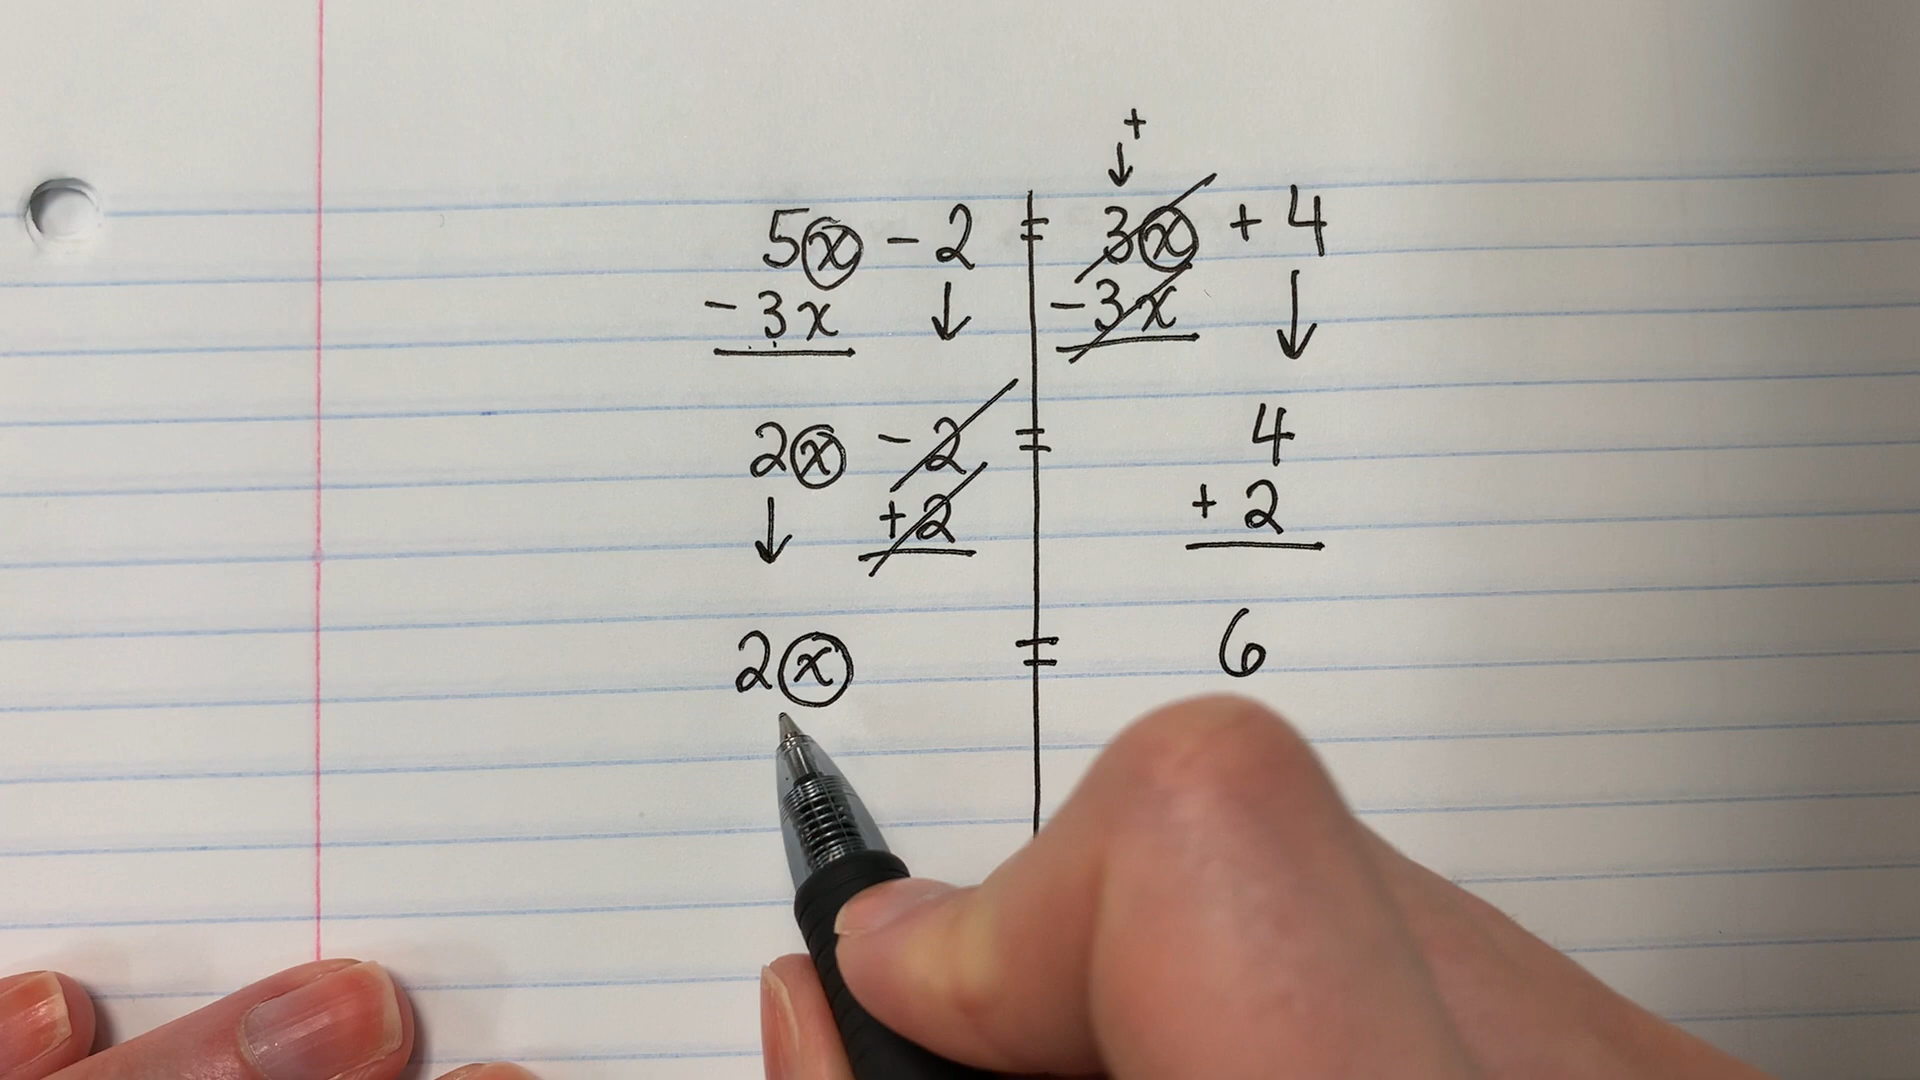 +
↓
5x - 2 = 3x + 4
- 3x ↓ - 3x ↓
2x - 2 = 4
↓ + 2 + 2
2x = 6